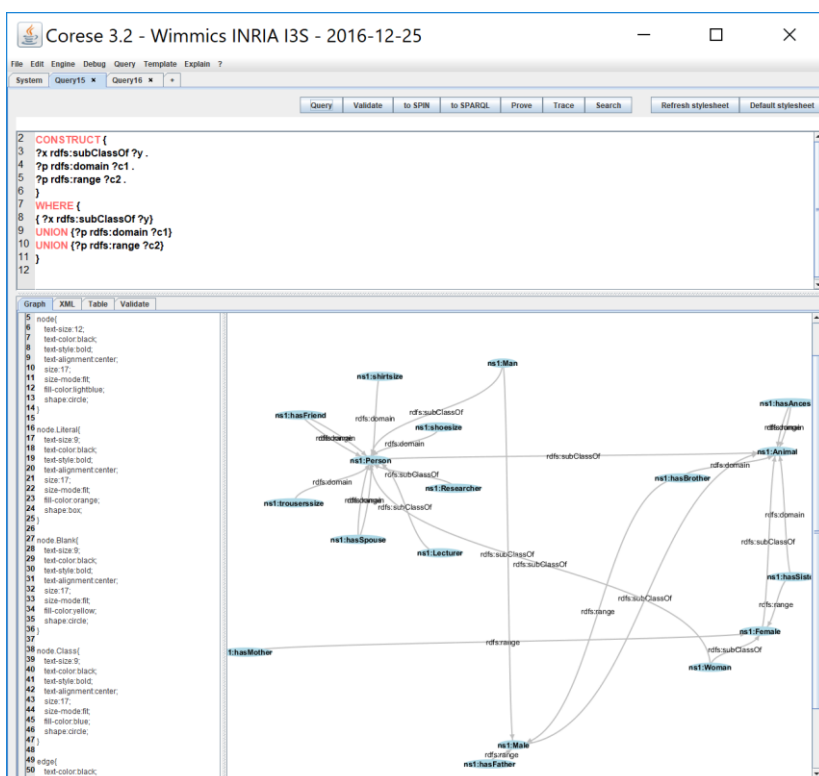 Corese 3.2 - Wimmics INRIA I3S - 2016-12-25
File Edit Engine Debug Query Template Explain ?
System Query15 × Query16 × +
Query Validate to SPIN to SPARQL Prove Trace Search Refresh stylesheet Default stylesheet
2 CONSTRUCT {
3 ?x rdfs:subClassOf ?y .
4 ?p rdfs:domain ?c1 .
5 ?p rdfs:range ?c2 .
6 }
7 WHERE {
8 { ?x rdfs:subClassOf ?y}
9 UNION {?p rdfs:domain ?c1}
10 UNION {?p rdfs:range ?c2}
11 }
12
Graph XML Table Validate
5 node{
6 text-size:12;
7 text-color:black;
8 text-style:bold;
9 text-alignment:center;
10 size:17;
11 size-mode:fit;
12 fill-color:lightblue;
13 shape:circle;
14 }
15
16 node.Literal{
17 text-size:9;
18 text-color:black;
19 text-style:bold;
20 text-alignment:center;
21 size:17;
22 size-mode:fit;
23 fill-color:orange;
24 shape:box;
25 }
26
27 node.Blank{
28 text-size:9;
29 text-color:black;
30 text-style:bold;
31 text-alignment:center;
32 size:17;
33 size-mode:fit;
34 fill-color:yellow;
35 shape:circle;
36 }
37
38 node.Class{
39 text-size:9;
40 text-color:black;
41 text-style:bold;
42 text-alignment:center;
43 size:17;
44 size-mode:fit;
45 fill-color:blue;
46 shape:circle;
47 }
48
49 edge{
50 text-color:black;
ns1:Man
ns1:shirtsize
ns1:hasAnces
rdfs:subClassOf
ns1:hasFriend
rdfs:domain
ns1:shoesize
rdfs:domain
ns1:Animal
rdfs:subClassOf
ns1:Person
rdfs:domain
rdfs:subClassOf
ns1:hasBrother
rdfs:domain
ns1:Researcher
ns1:trouserssize
rdfs:subClassOf
rdfs:domain
ns1:hasSpouse
rdfs:subClassOf
ns1:Lecturer
rdfs:subClassOf
rdfs:subClassOf
ns1:hasSist
rdfs:subClassOf
rdfs:range
rdfs:range
ns1:Female
rdfs:range
1:hasMother
rdfs:subClassOf
ns1:Woman
ns1:Male
rdfs:range
ns1:hasFather